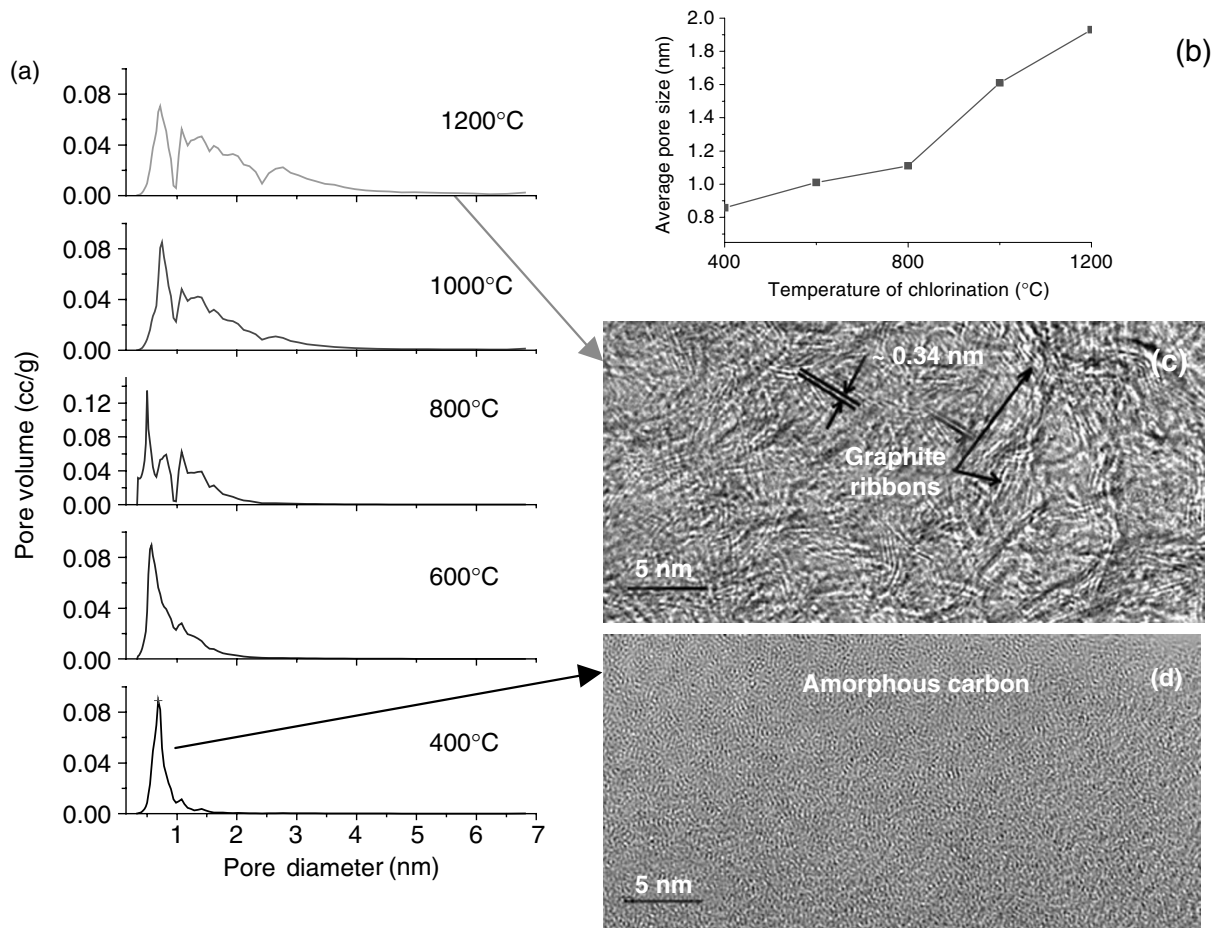 (a)
0.08
0.04
0.00
1200°C
0.08
0.04
0.00
1000°C
0.12
0.08
0.04
0.00
800°C
0.08
0.04
0.00
600°C
0.08
0.04
0.00
400°C
1 2 3 4 5 6 7
Pore diameter (nm)
Pore volume (cc/g)
(b)
2.0
1.8
1.6
1.4
1.2
1.0
0.8
400 800 1200
Temperature of chlorination (°C)
Average pore size (nm)
(c)
~ 0.34 nm
Graphite
ribbons
5 nm
(d)
Amorphous carbon
5 nm